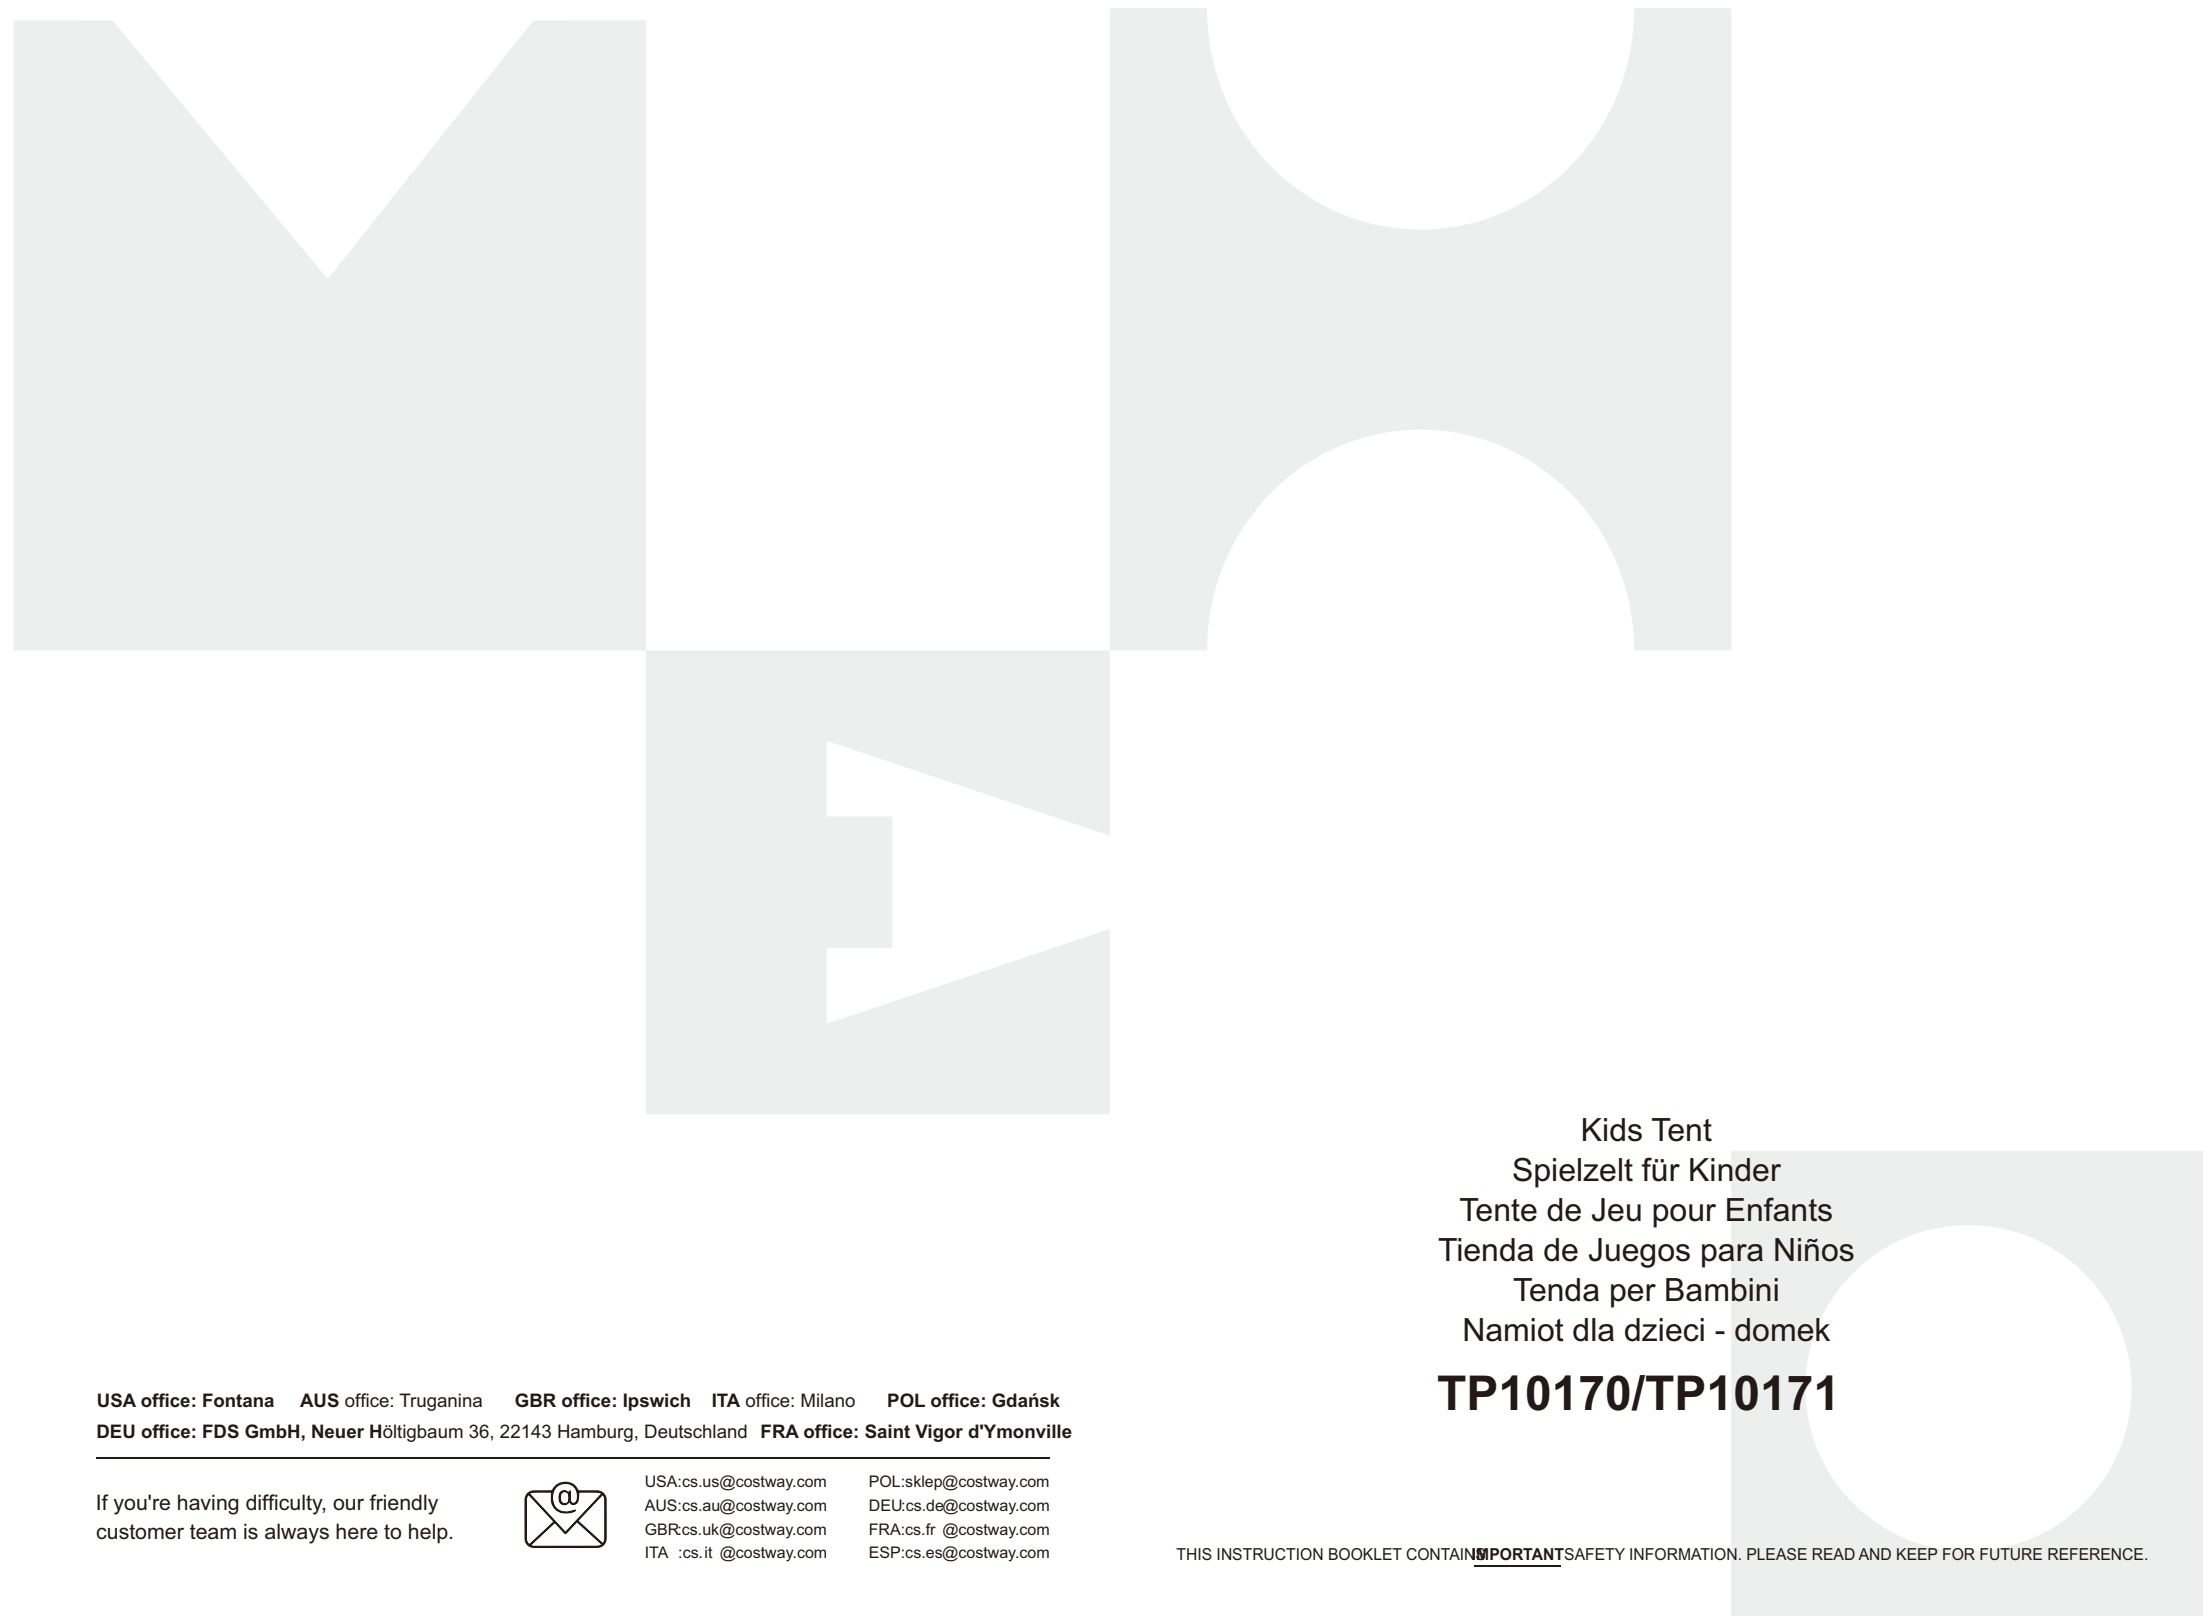 Kids Tent
Spielzelt für Kinder
Tente de Jeu pour Enfants
Tienda de Juegos para Niños
Tenda per Bambini
Namiot dla dzieci - domek
TP10170/TP10171
USA office: Fontana AUS office: Truganina GBR office: Ipswich ITA office: Milano POL office: Gdańsk
DEU office: FDS GmbH, Neuer Höltigbaum 36, 22143 Hamburg, Deutschland FRA office: Saint Vigor d'Ymonville
If you're having difficulty, our friendly
customer team is always here to help.
@
USA:cs.us@costway.com POL:sklep@costway.com
AUS:cs.au@costway.com DEU:cs.de@costway.com
GBR:cs.uk@costway.com FRA:cs.fr @costway.com
ITA :cs.it @costway.com ESP:cs.es@costway.com
THIS INSTRUCTION BOOKLET CONTAINS IMPORTANT SAFETY INFORMATION. PLEASE READ AND KEEP FOR FUTURE REFERENCE.